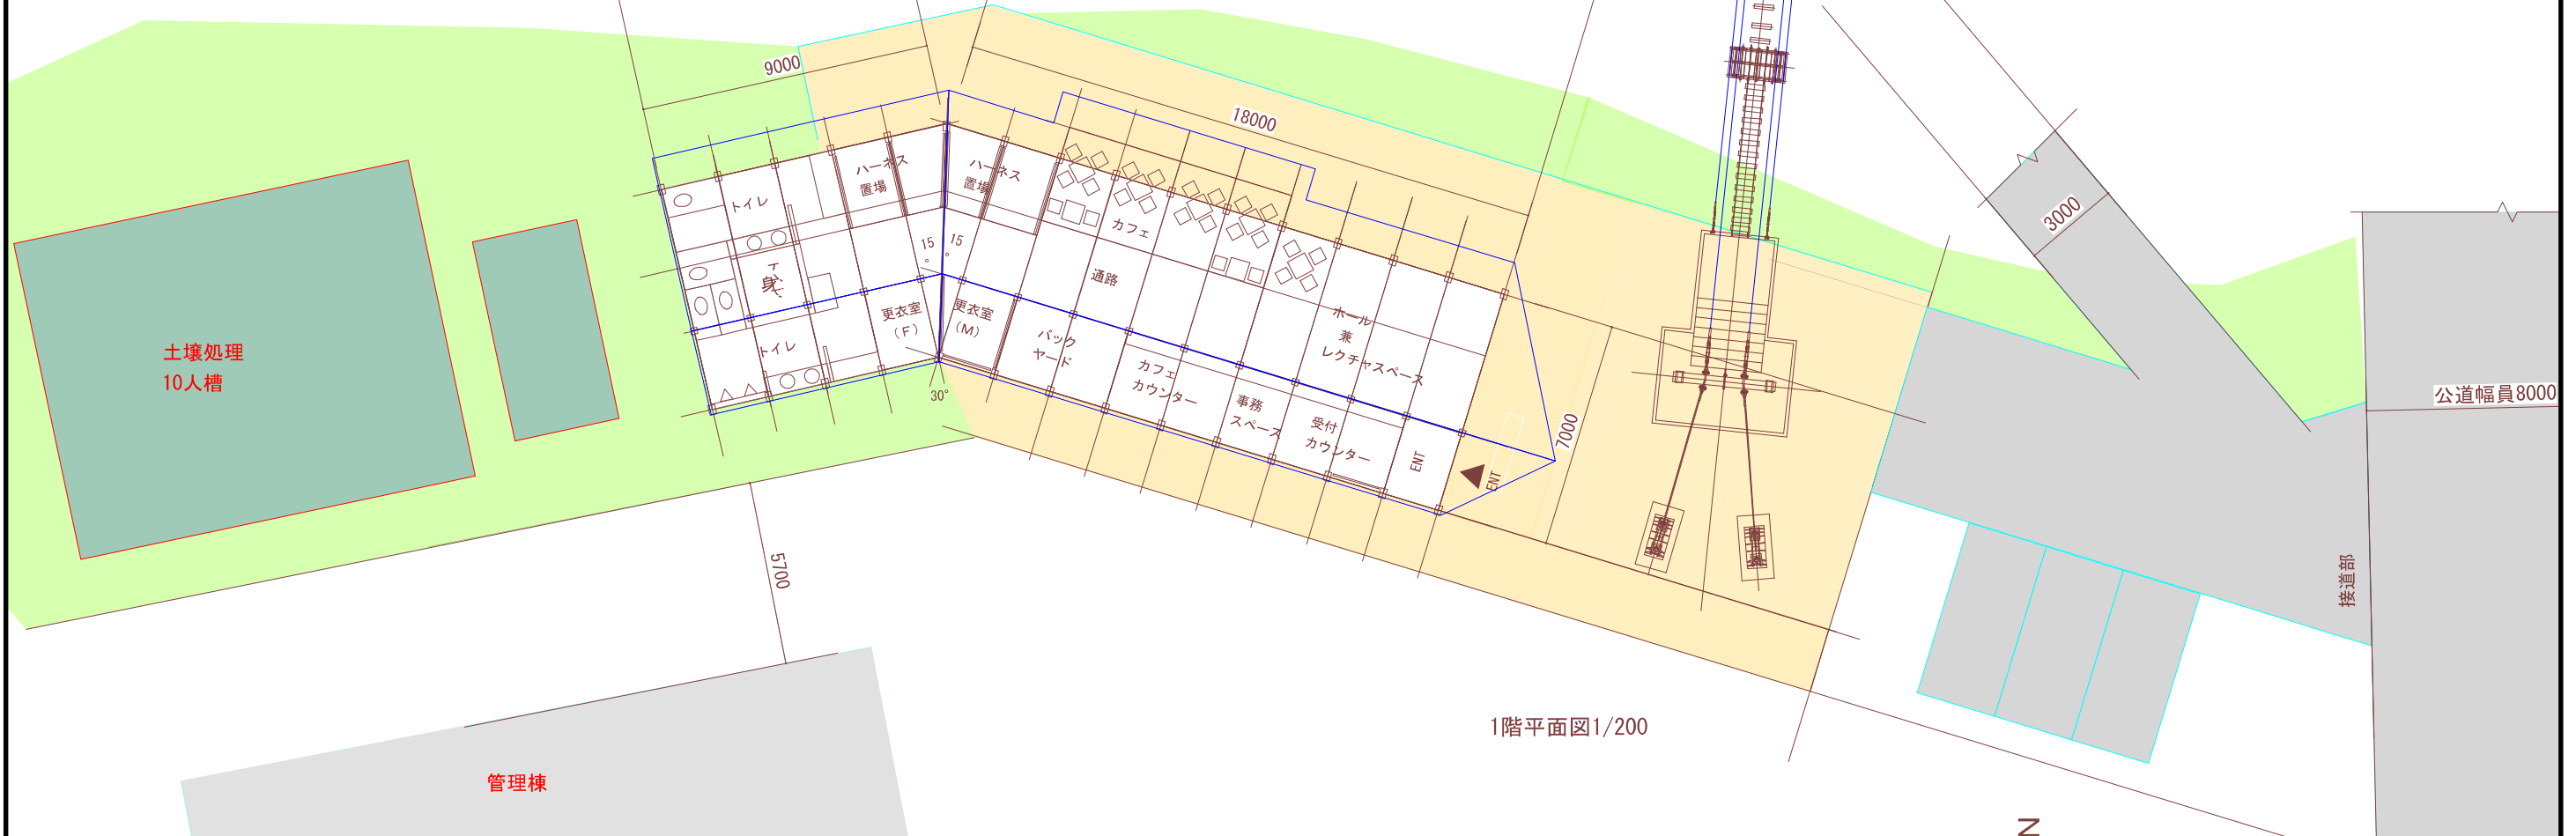 9000
18000
3000
ハーネス
置場
ハーネス
置場
トイレ
カフェ
15
°
15
°
通路
身
ホール
兼
レクチャスペース
更衣室
(F)
更衣室
(M)
バック
ヤード
トイレ
カフェ
カウンター
事務
スペース
受付
カウンター
ENT
ENT
7000
30°
土壌処理
10人槽
公道幅員8000
接道部
5700
1階平面図1/200
管理棟
N